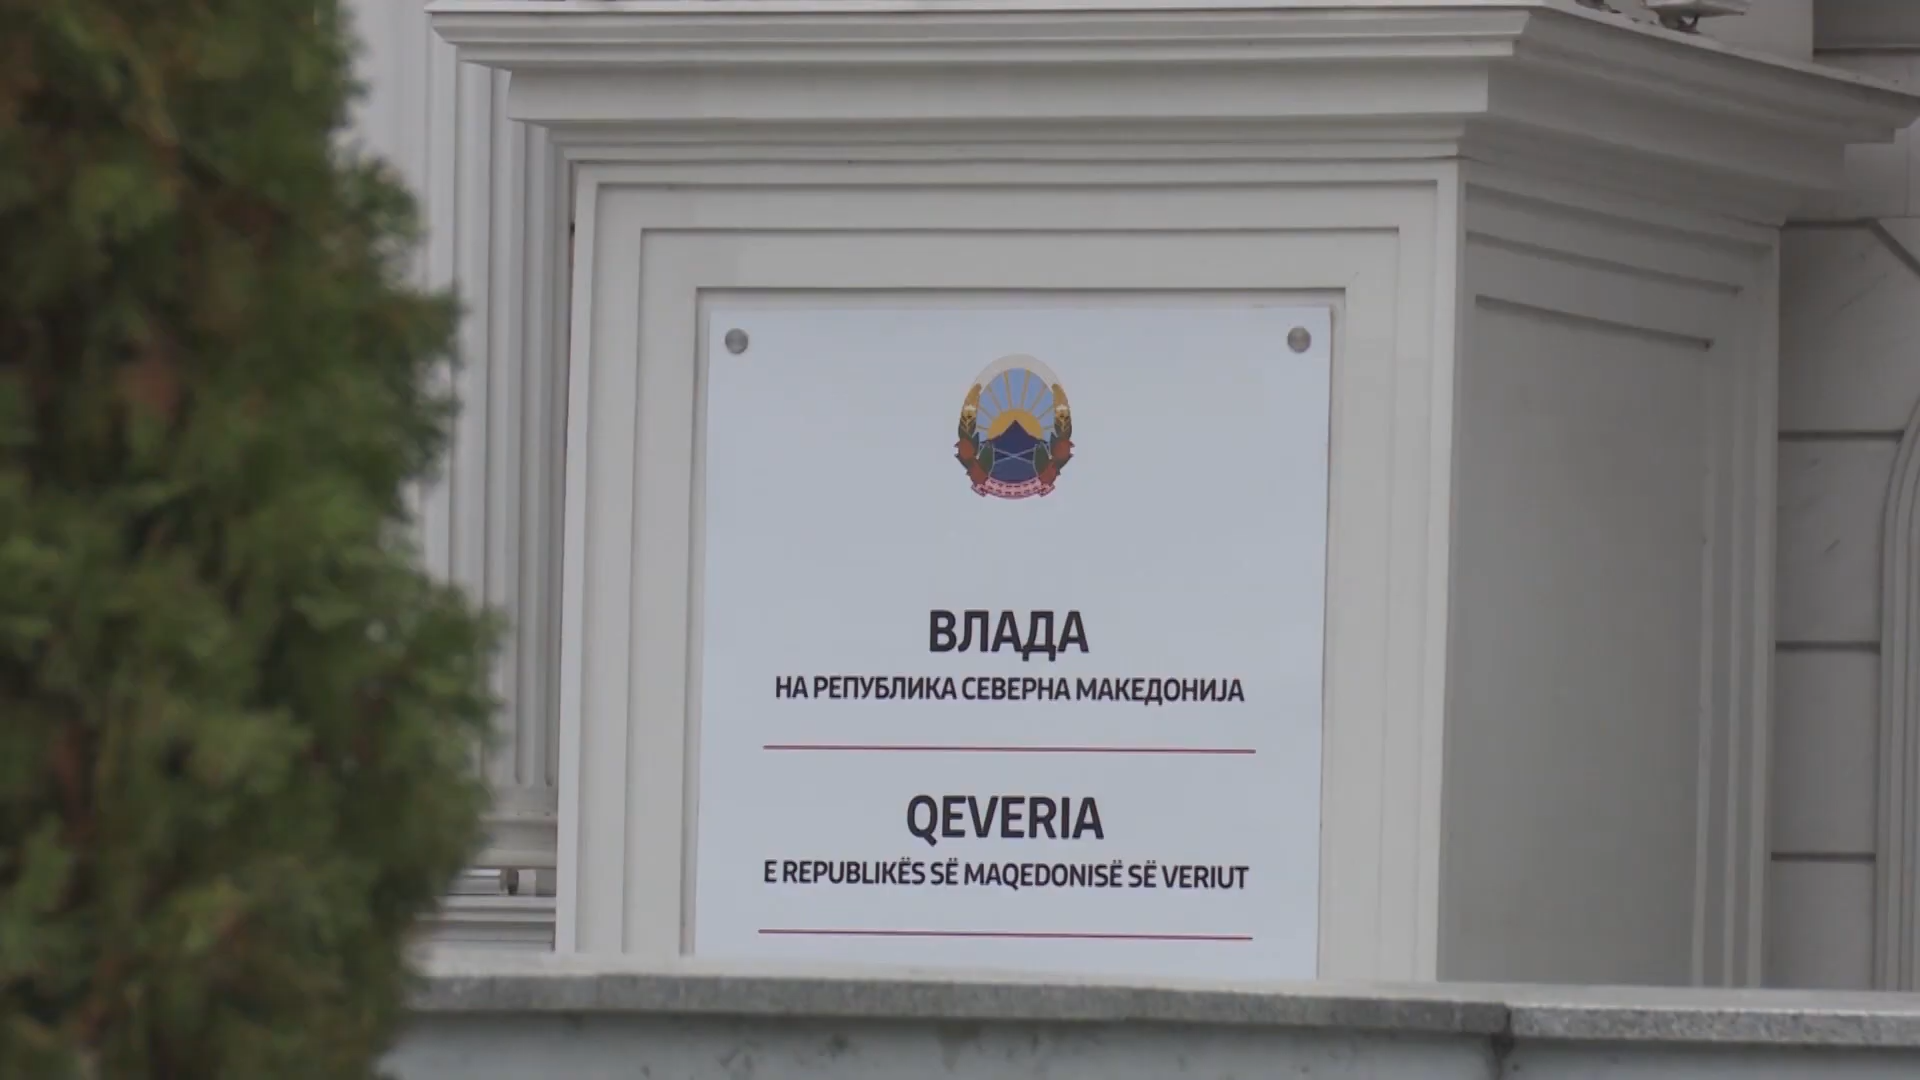 ВЛАДА
НА РЕПУБЛИКА СЕВЕРНА МАКЕДОНИЈА
QEVERIA
E REPUBLIKËS SË MAQEDONISË SË VERIUT